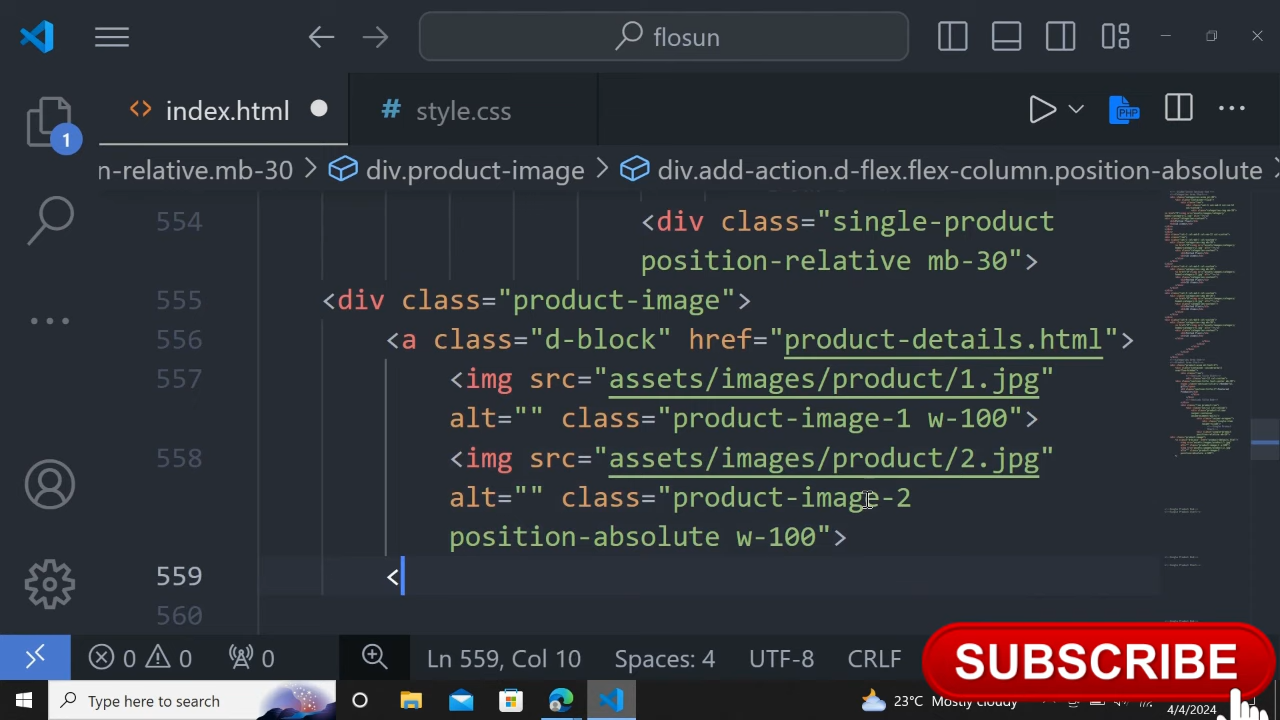 flosun
index.html
# style.css
1
n-relative.mb-30 > div.product-image > div.add-action.d-flex.flex-column.position-absolute
554 <div class="single-product
position-relative mb-30">
555 <div class="product-image">
556 <a class="d-block" href="product-details.html">
557 <img src="assets/images/product/1.jpg"
alt="" class="product-image-1 w-100">
558 <img src="assets/images/product/2.jpg"
alt="" class="product-image-2
position-absolute w-100">
559 <
560
0 0 0 Ln 559, Col 10 Spaces: 4 UTF-8 CRLF
SUBSCRIBE
Type here to search
23°C Mostly cloudy
4/4/2024